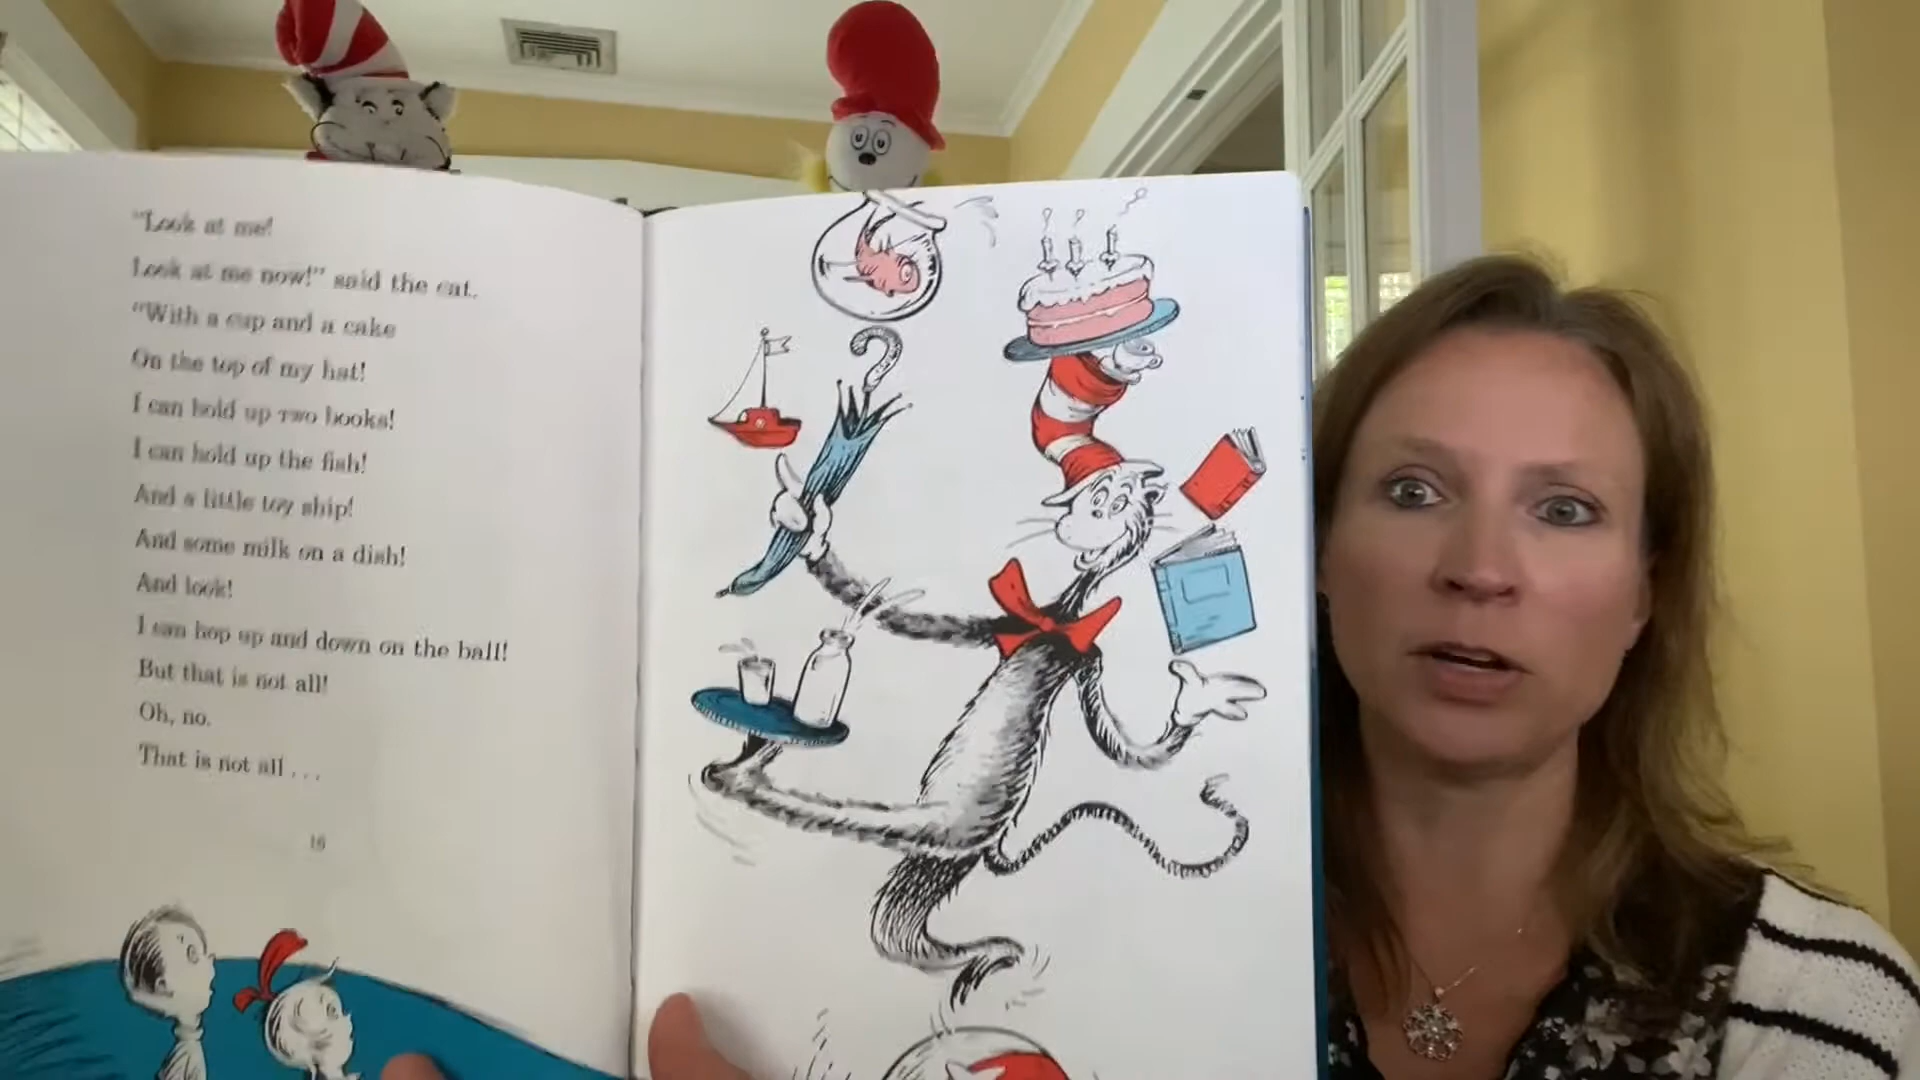 "Look at me!
Look at me now!" said the cat.
"With a cup and a cake
On the top of my hat!
I can hold up two books!
I can hold up the fish!
And a little toy ship!
And some milk on a dish!
And look!
I can hop up and down on the ball!
But that is not all!
Oh, no.
That is not all . . .
16